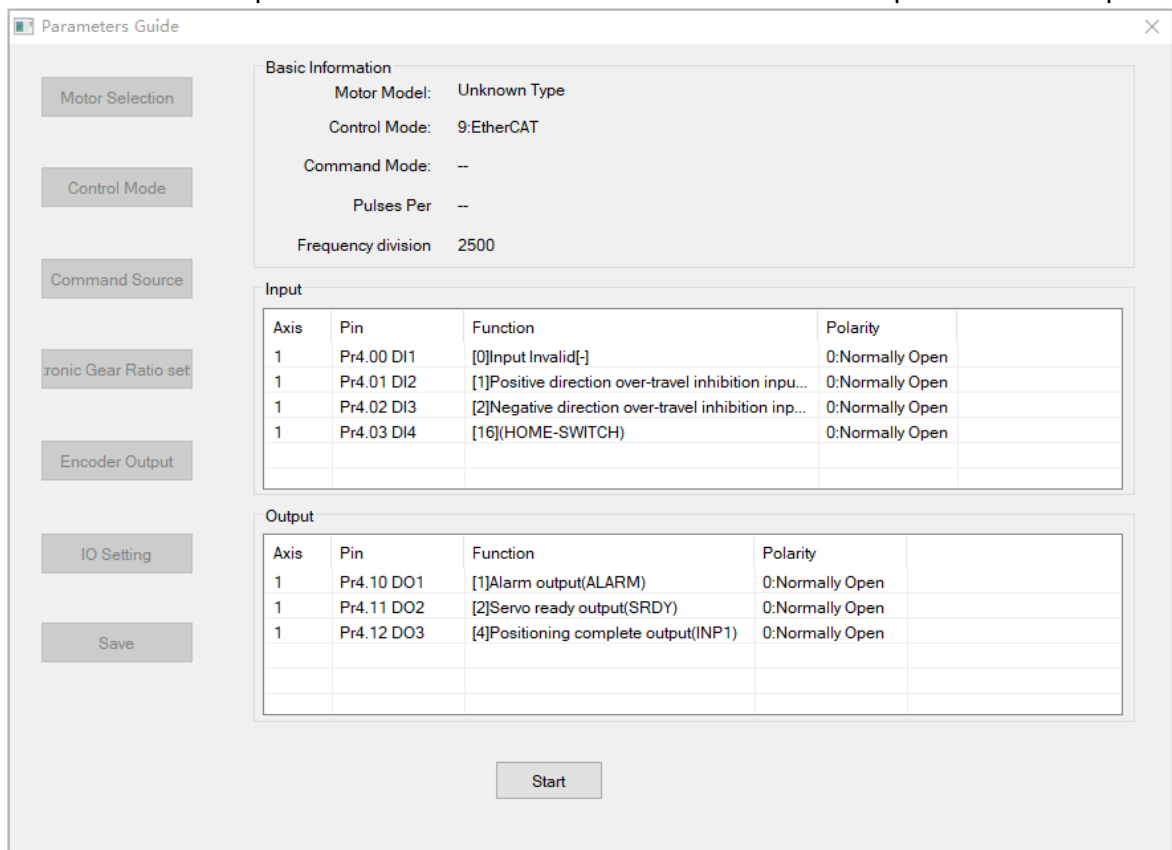 Parameters Guide
Motor Selection
Control Mode
Command Source
tronic Gear Ratio set
Encoder Output
IO Setting
Save
Basic Information
Motor Model: Unknown Type
Control Mode: 9:EtherCAT
Command Mode: --
Pulses Per --
Frequency division 2500
Input
Axis Pin Function Polarity
1 Pr4.00 DI1 [0]Input Invalid[-] 0:Normally Open
1 Pr4.01 DI2 [1]Positive direction over-travel inhibition inpu... 0:Normally Open
1 Pr4.02 DI3 [2]Negative direction over-travel inhibition inp... 0:Normally Open
1 Pr4.03 DI4 [16](HOME-SWITCH) 0:Normally Open
Output
Axis Pin Function Polarity
1 Pr4.10 DO1 [1]Alarm output(ALARM) 0:Normally Open
1 Pr4.11 DO2 [2]Servo ready output(SRDY) 0:Normally Open
1 Pr4.12 DO3 [4]Positioning complete output(INP1) 0:Normally Open
Start